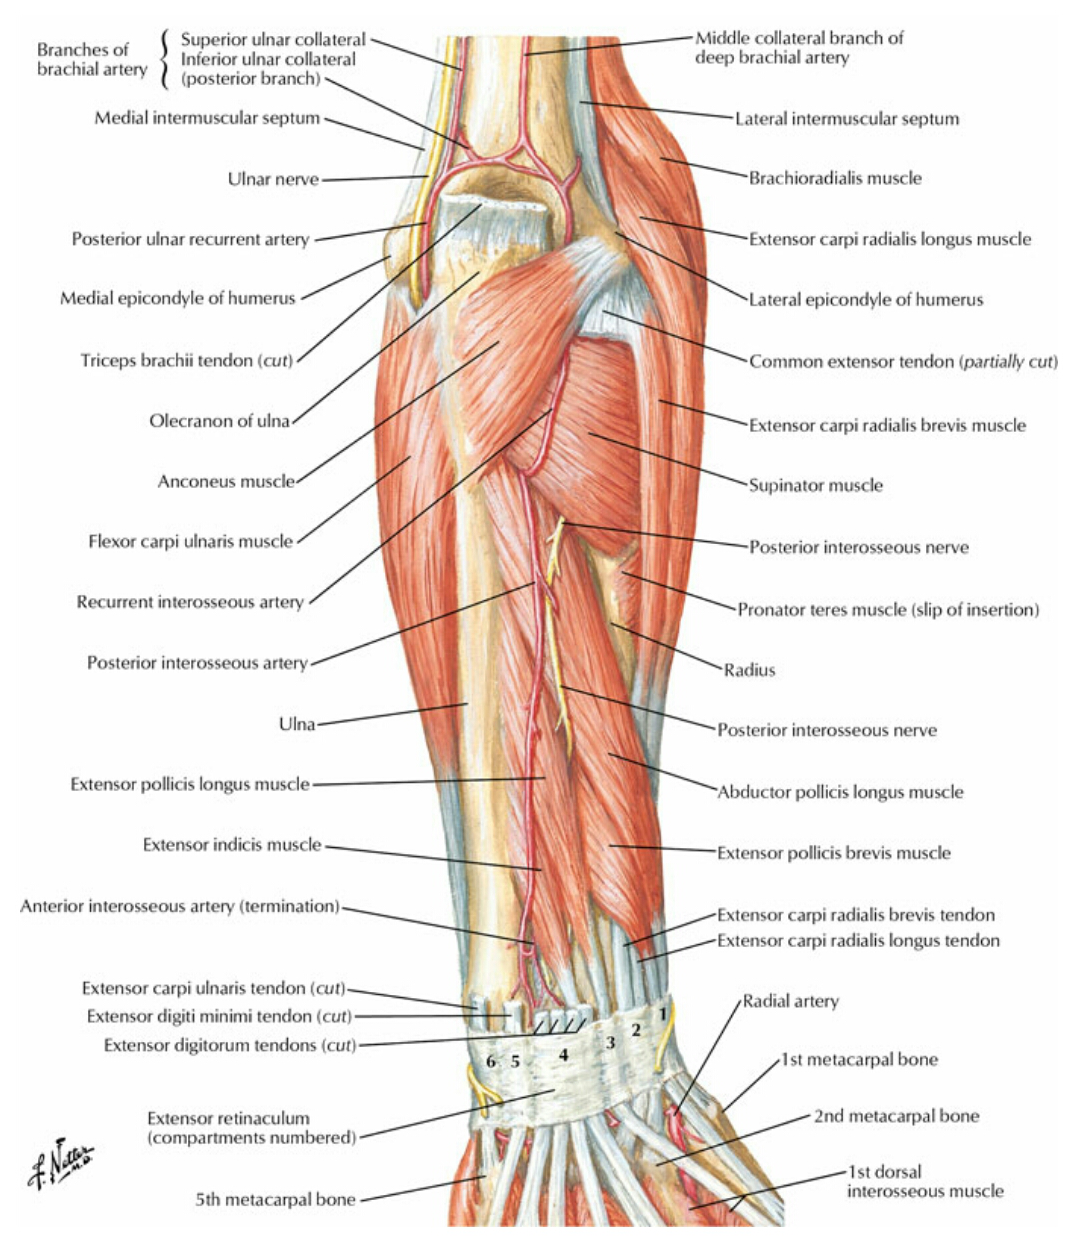 Branches of
brachial artery
Superior ulnar collateral
Inferior ulnar collateral
(posterior branch)
Medial intermuscular septum
Ulnar nerve
Posterior ulnar recurrent artery
Medial epicondyle of humerus
Triceps brachii tendon (cut)
Olecranon of ulna
Anconeus muscle
Flexor carpi ulnaris muscle
Recurrent interosseous artery
Posterior interosseous artery
Ulna
Extensor pollicis longus muscle
Extensor indicis muscle
Anterior interosseous artery (termination)
Extensor carpi ulnaris tendon (cut)
Extensor digiti minimi tendon (cut)
Extensor digitorum tendons (cut)
Extensor retinaculum
(compartments numbered)
5th metacarpal bone
Middle collateral branch of
deep brachial artery
Lateral intermuscular septum
Brachioradialis muscle
Extensor carpi radialis longus muscle
Lateral epicondyle of humerus
Common extensor tendon (partially cut)
Extensor carpi radialis brevis muscle
Supinator muscle
Posterior interosseous nerve
Pronator teres muscle (slip of insertion)
Radius
Posterior interosseous nerve
Abductor pollicis longus muscle
Extensor pollicis brevis muscle
Extensor carpi radialis brevis tendon
Extensor carpi radialis longus tendon
Radial artery
1st metacarpal bone
2nd metacarpal bone
1st dorsal
interosseous muscle
6 5 4 3 2 1
F. Netter
M.D.